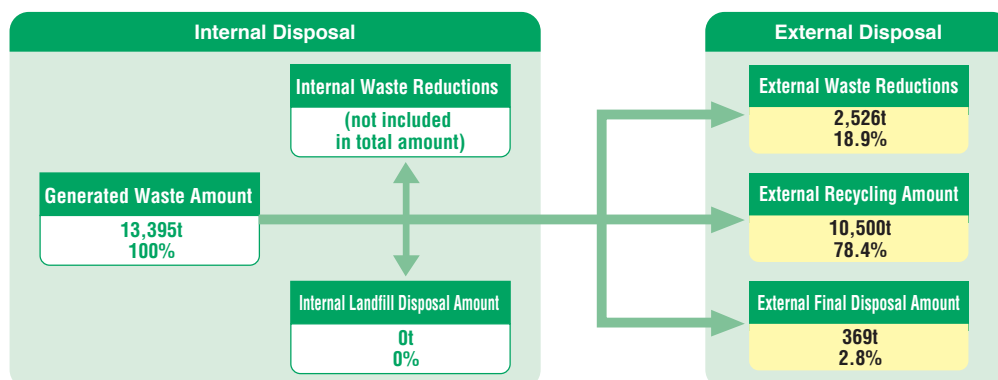 Internal Disposal
External Disposal
Internal Waste Reductions
(not included
in total amount)
Generated Waste Amount
13,395t
100%
Internal Landfill Disposal Amount
0t
0%
External Waste Reductions
2,526t
18.9%
External Recycling Amount
10,500t
78.4%
External Final Disposal Amount
369t
2.8%